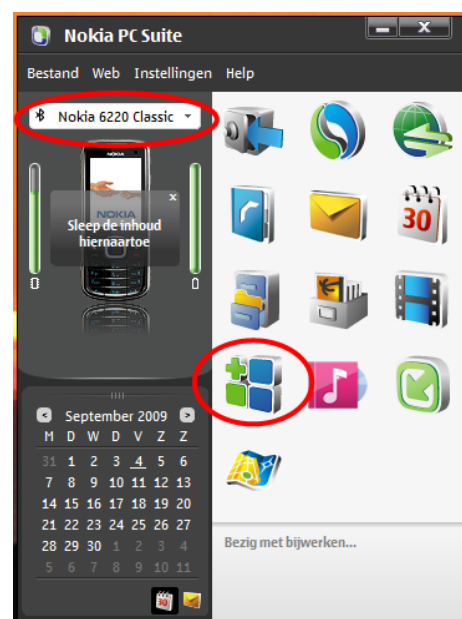 Nokia PC Suite
Bestand Web Instellingen Help
Nokia 6220 Classic
NOKIA
x
NOKIA
Sleep de inhoud
hiernaartoe
30
September 2009
M D W D V Z Z
31 1 2 3 4 5 6
7 8 9 10 11 12 13
14 15 16 17 18 19 20
21 22 23 24 25 26 27
28 29 30 1 2 3 4
5 6 7 8 9 10 11
30
Bezig met bijwerken...